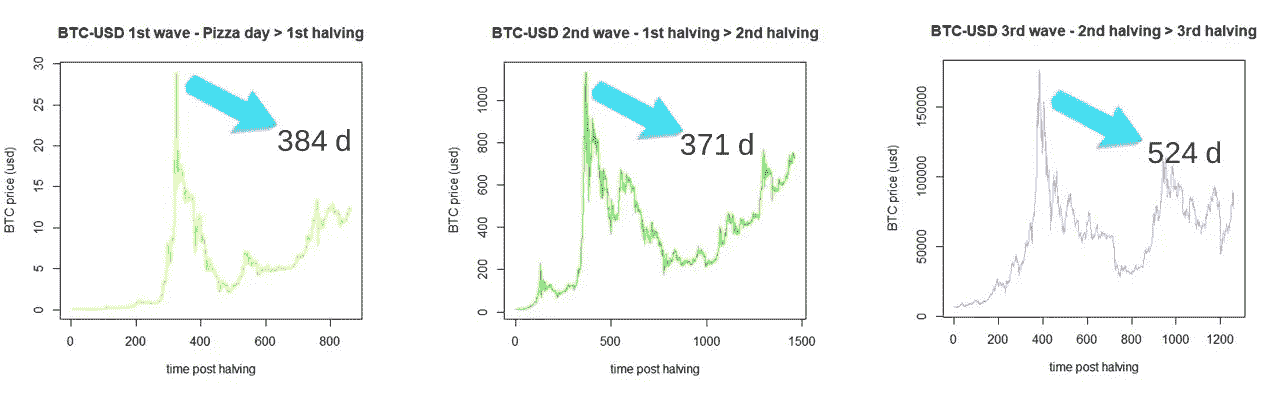 BTC-USD 1st wave - Pizza day > 1st halving
BTC price (usd)
30
25
20
15
10
5
0
384 d
0 200 400 600 800
time post halving
BTC-USD 2nd wave - 1st halving > 2nd halving
BTC price (usd)
1000
800
600
400
200
0
371 d
0 500 1000 1500
time post halving
BTC-USD 3rd wave - 2nd halving > 3rd halving
BTC price (usd)
150000
100000
50000
0
524 d
0 200 400 600 800 1000 1200
time post halving